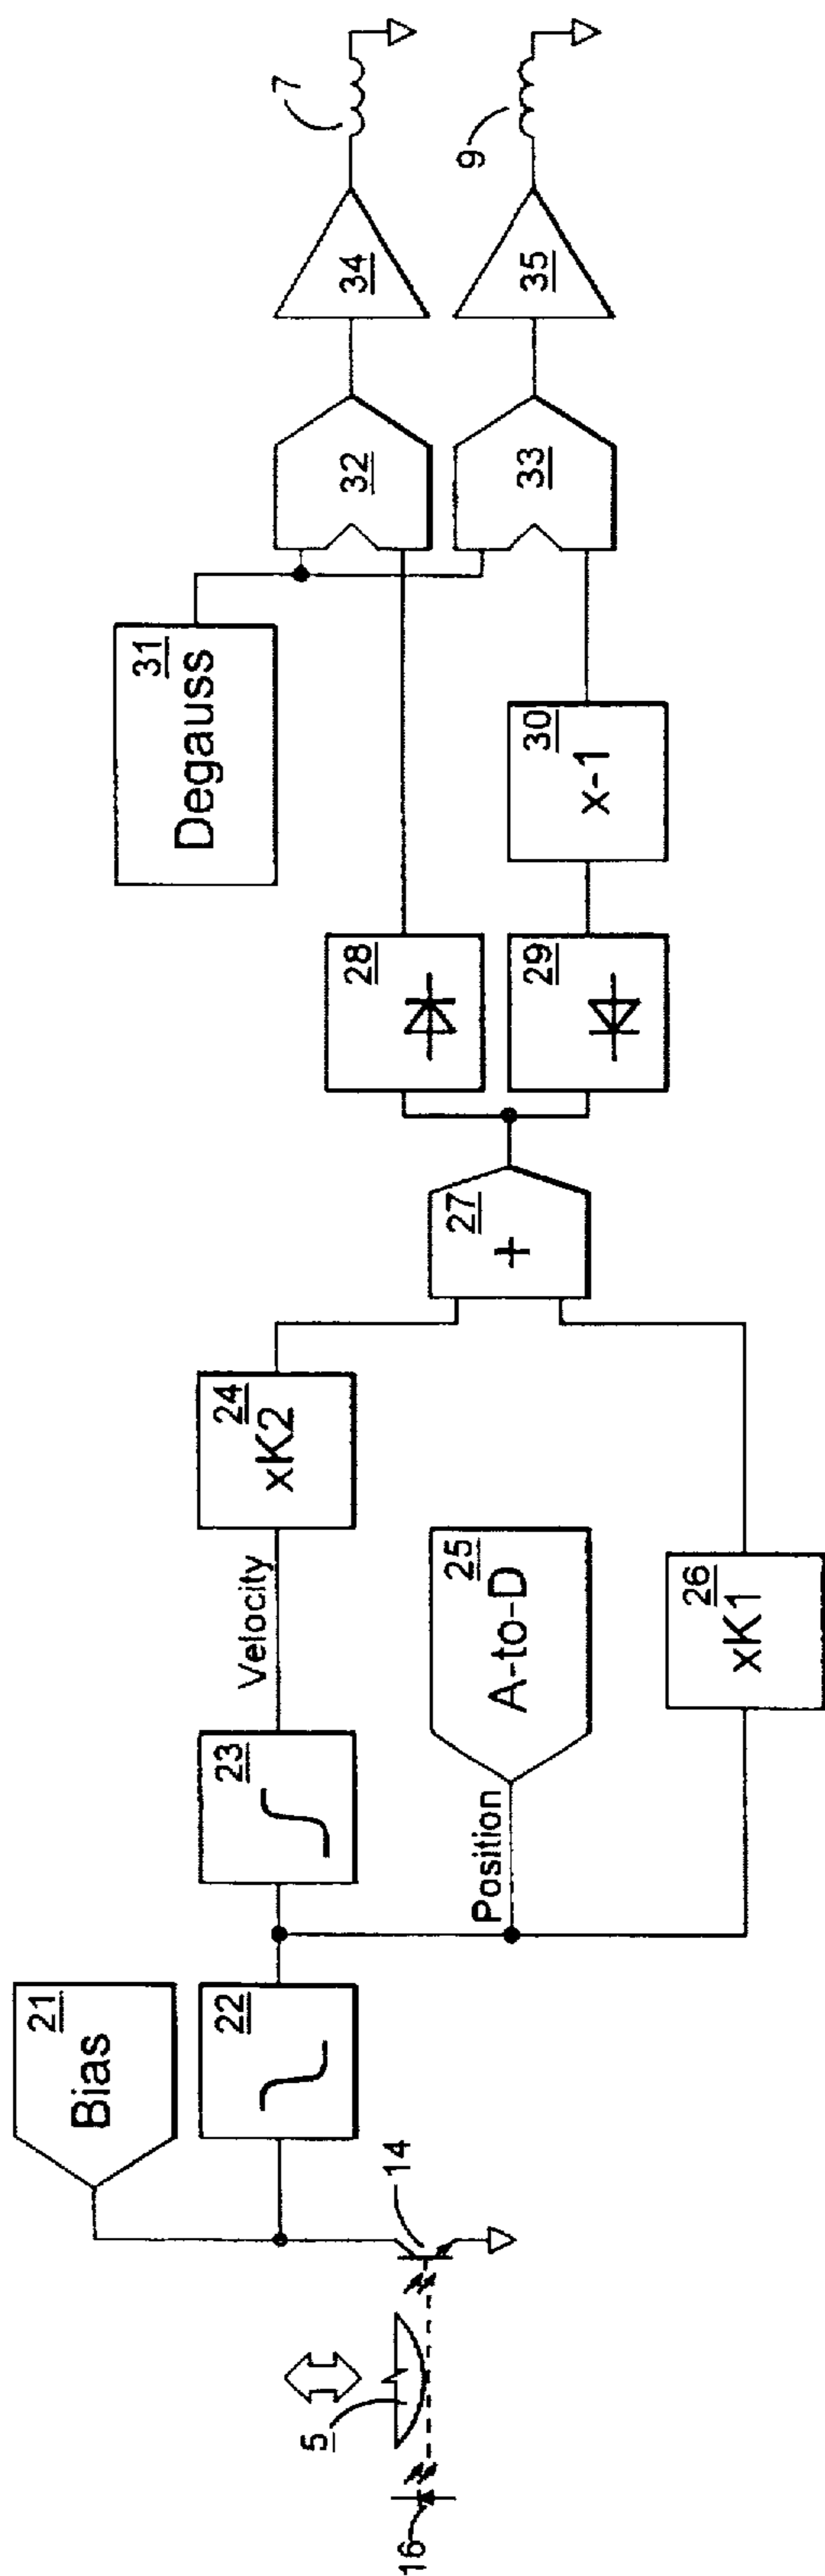 16
5
14
21
Bias
22
23
Velocity
24
xK2
Position
25
A-to-D
26
xK1
27
+
28
29
30
x-1
31
Degauss
32
33
34
35
7
9